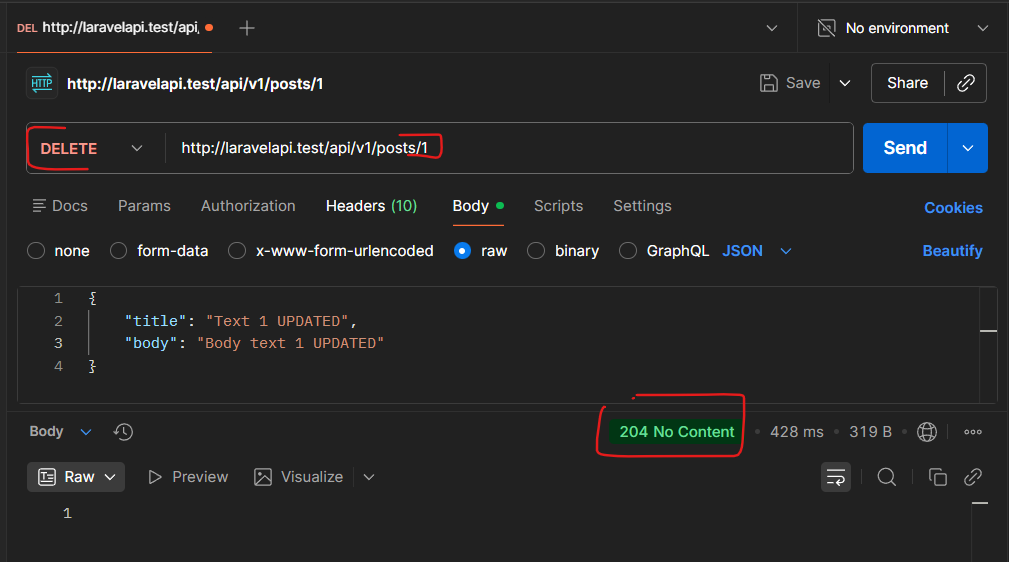 DEL http://laravelapi.test/api, No environment
HTTP http://laravelapi.test/api/v1/posts/1 Save Share
DELETE http://laravelapi.test/api/v1/posts/1 Send
Docs Params Authorization Headers (10) Body Scripts Settings Cookies
none form-data x-www-form-urlencoded raw binary GraphQL JSON Beautify
1 {
2 "title": "Text 1 UPDATED",
3 "body": "Body text 1 UPDATED"
4 }
Body 204 No Content 428 ms 319 B
Raw Preview Visualize
1